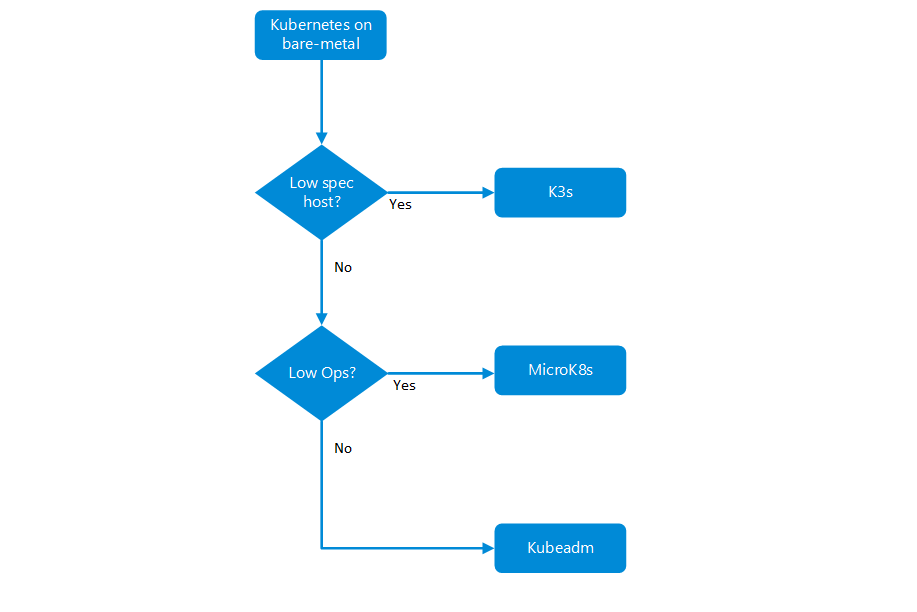 Kubernetes on
bare-metal
Low spec
host?
Yes
K3s
No
Low Ops?
Yes
MicroK8s
No
Kubeadm